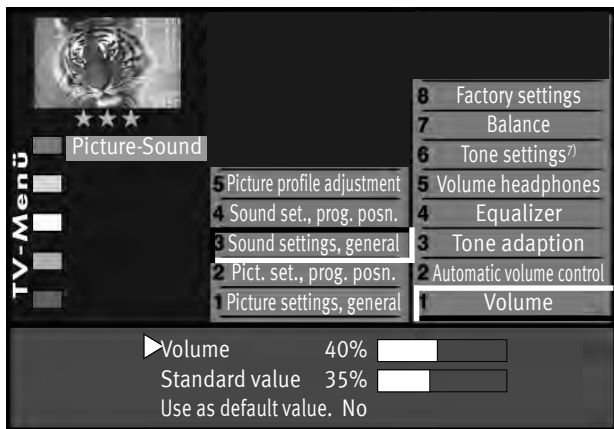 TV-Menü
Picture-Sound
5 Picture profile adjustment
4 Sound set., prog. posn.
3 Sound settings, general
2 Pict. set., prog. posn.
1 Picture settings, general
8 Factory settings
7 Balance
6 Tone settings⁷⁾
5 Volume headphones
4 Equalizer
3 Tone adaption
2 Automatic volume control
1 Volume
Volume 40%
Standard value 35%
Use as default value. No